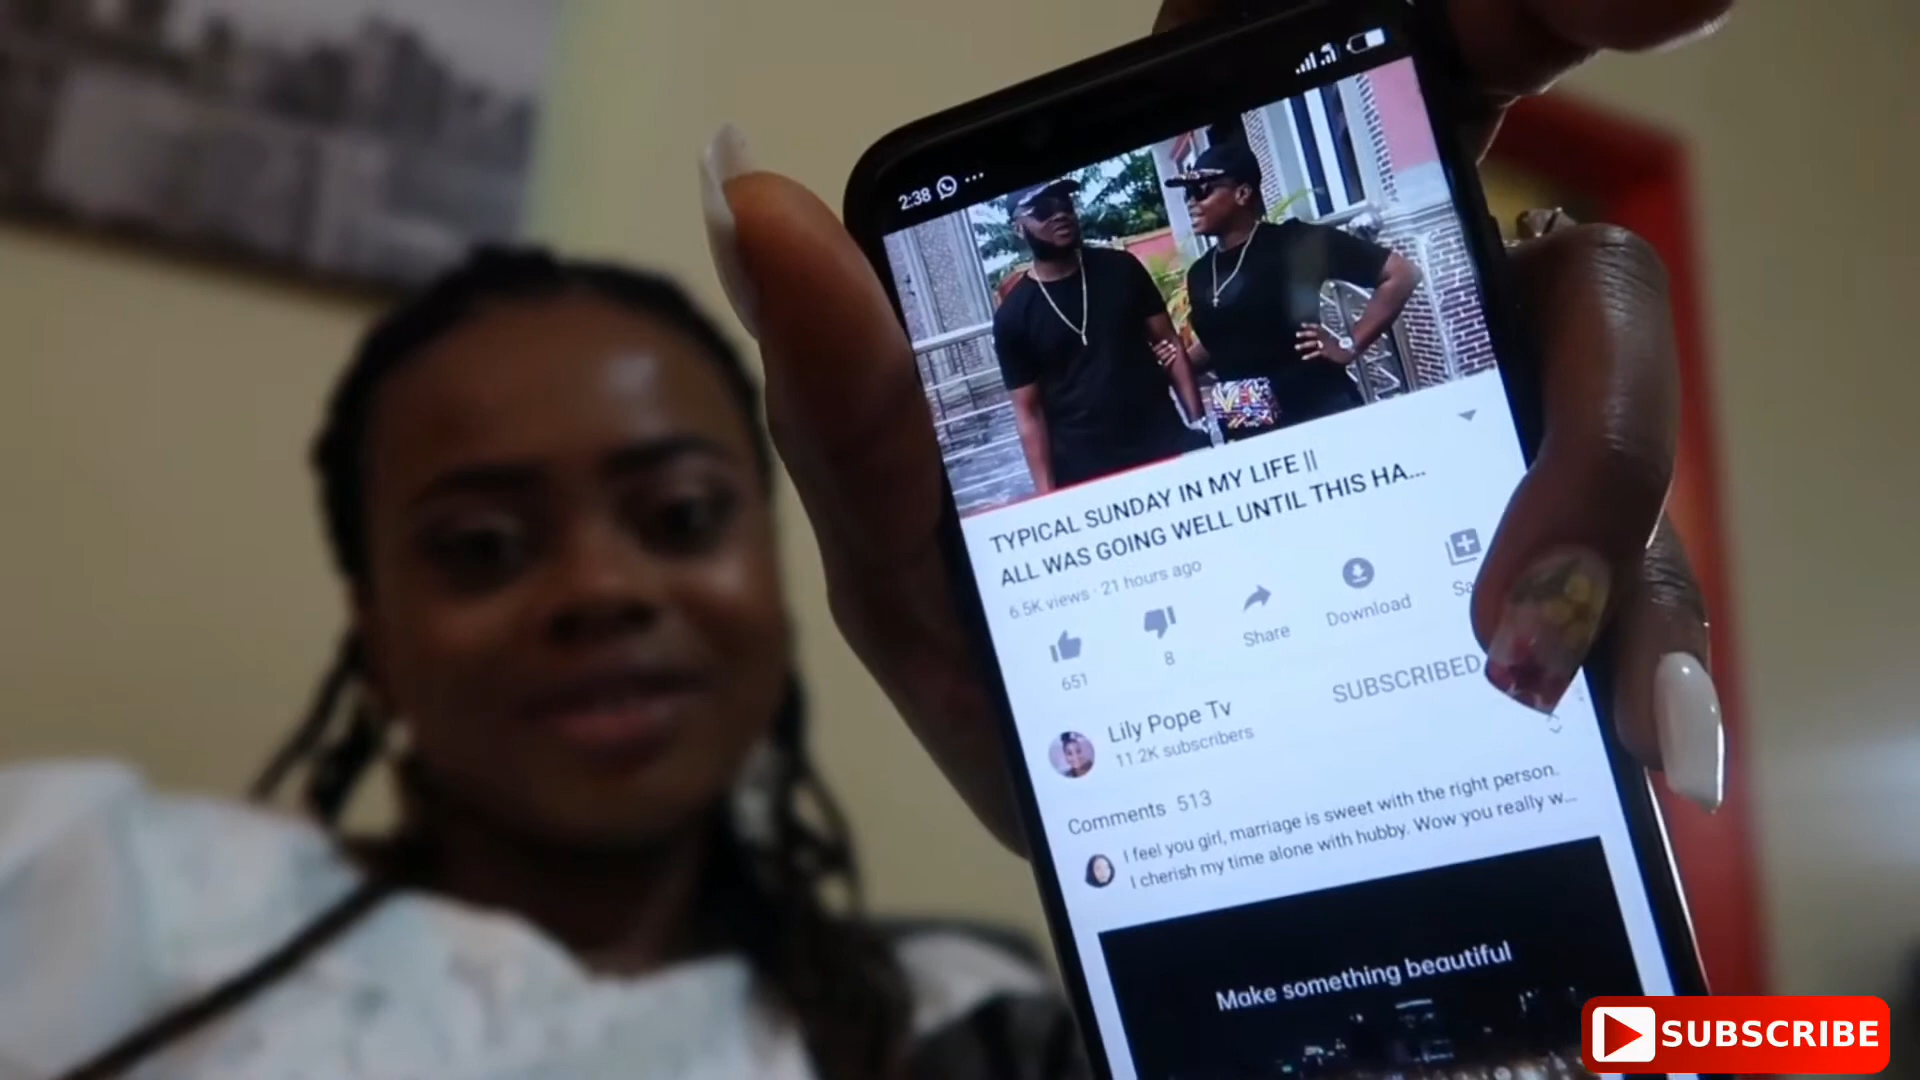 2:38
TYPICAL SUNDAY IN MY LIFE ||
ALL WAS GOING WELL UNTIL THIS HA...
6.5K views · 21 hours ago
651
8
Share
Download
Sa
Lily Pope Tv
11.2K subscribers
SUBSCRIBED
Comments 513
I feel you girl, marriage is sweet with the right person.
I cherish my time alone with hubby. Wow you really w...
Make something beautiful
SUBSCRIBE